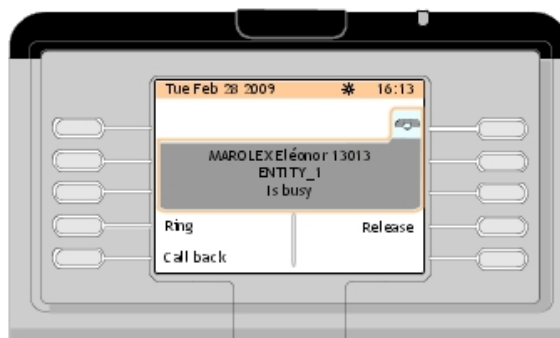 Tue Feb 28 2009 16:13
MAROLEX Eléonor 13013
ENTITY_1
Is busy
Ring Release
Call back